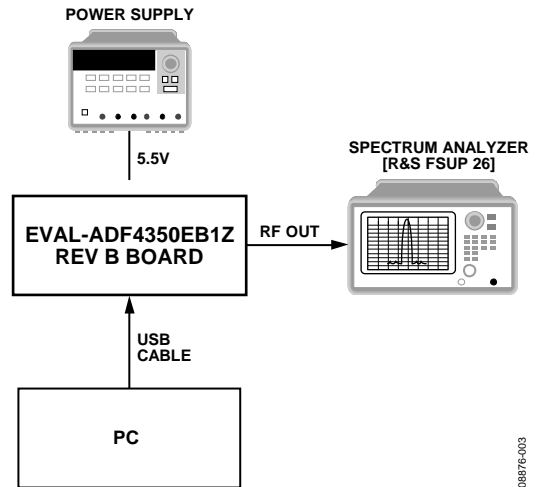 POWER SUPPLY
5.5V
SPECTRUM ANALYZER
[R&S FSUP 26]
EVAL-ADF4350EB1Z
REV B BOARD
RF OUT
USB
CABLE
PC
08876-003